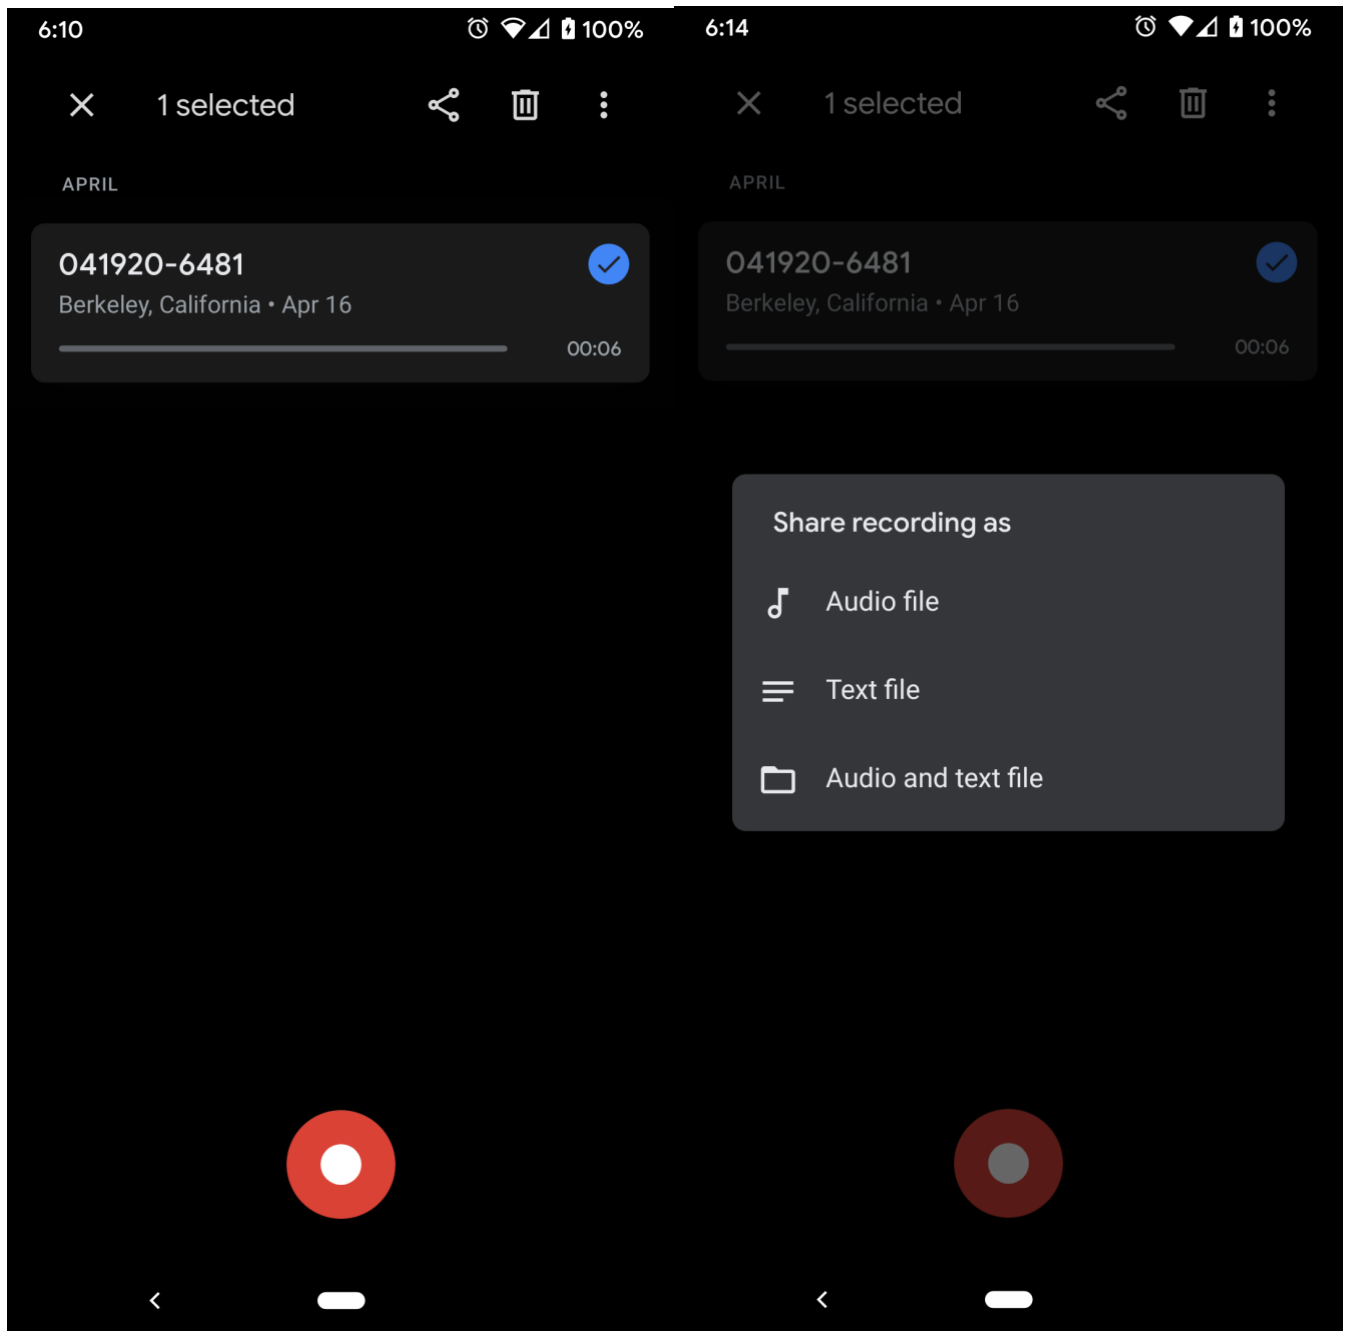 6:10
100%
1 selected
APRIL
041920-6481
Berkeley, California • Apr 16
00:06
6:14
100%
1 selected
APRIL
041920-6481
Berkeley, California • Apr 16
00:06
Share recording as
Audio file
Text file
Audio and text file